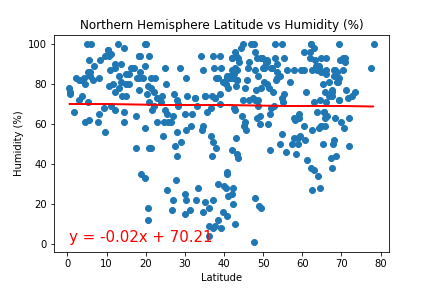 Northern Hemisphere Latitude vs Humidity (%)
Humidity (%)
100
80
60
40
20
0
y = -0.02x + 70.21
0 10 20 30 40 50 60 70 80
Latitude